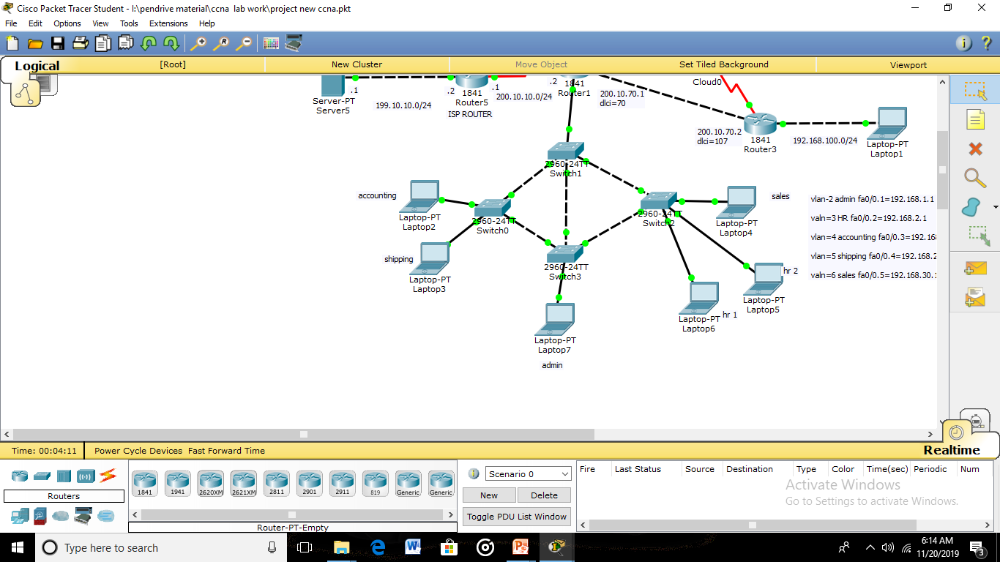 Cisco Packet Tracer Student - I:\pendrive material\ccna lab work\project new ccna.pkt
File Edit Options View Tools Extensions Help
Logical
[Root]
New Cluster
Move Object
Set Tiled Background
Viewport
Server-PT
Server5
.1
199.10.10.0/24
.2
1841
Router5
ISP ROUTER
.1
200.10.10.0/24
.2
1841
Router1
200.10.70.1
dlci=70
Cloud0
200.10.70.2
dlci=107
1841
Router3
192.168.100.0/24
Laptop-PT
Laptop1
2960-24TT
Switch1
accounting
Laptop-PT
Laptop2
2960-24TT
Switch0
shipping
Laptop-PT
Laptop3
2960-24TT
Switch3
2960-24TT
Switch2
Laptop-PT
Laptop4
sales
hr 2
Laptop-PT
Laptop5
Laptop-PT
Laptop6
hr 1
Laptop-PT
Laptop7
admin
vlan-2 admin fa0/0.1=192.168.1.1
valn=3 HR fa0/0.2=192.168.2.1
vlan=4 accounting fa0/0.3=192.168
vlan=5 shipping fa0/0.4=192.168.2
valn=6 sales fa0/0.5=192.168.30.1
Time: 00:04:11
Power Cycle Devices Fast Forward Time
Realtime
Routers
1841 1941 2620XM 2621XM 2811 2901 2911 819 Generic Generic
Router-PT-Empty
Scenario 0
New
Delete
Toggle PDU List Window
Fire Last Status Source Destination Type Color Time(sec) Periodic Num
Activate Windows
Go to Settings to activate Windows.
Type here to search
6:14 AM
11/20/2019
3